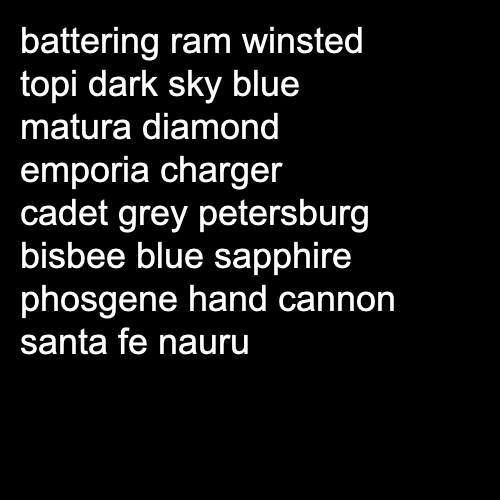 battering ram winsted
topi dark sky blue
matura diamond
emporia charger
cadet grey petersburg
bisbee blue sapphire
phosgene hand cannon
santa fe nauru